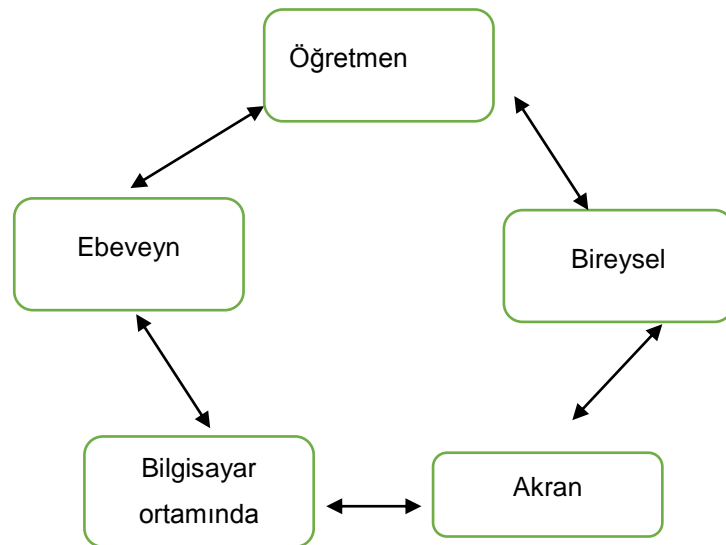 Öğretmen
Ebeveyn
Bireysel
Bilgisayar
ortamında
Akran